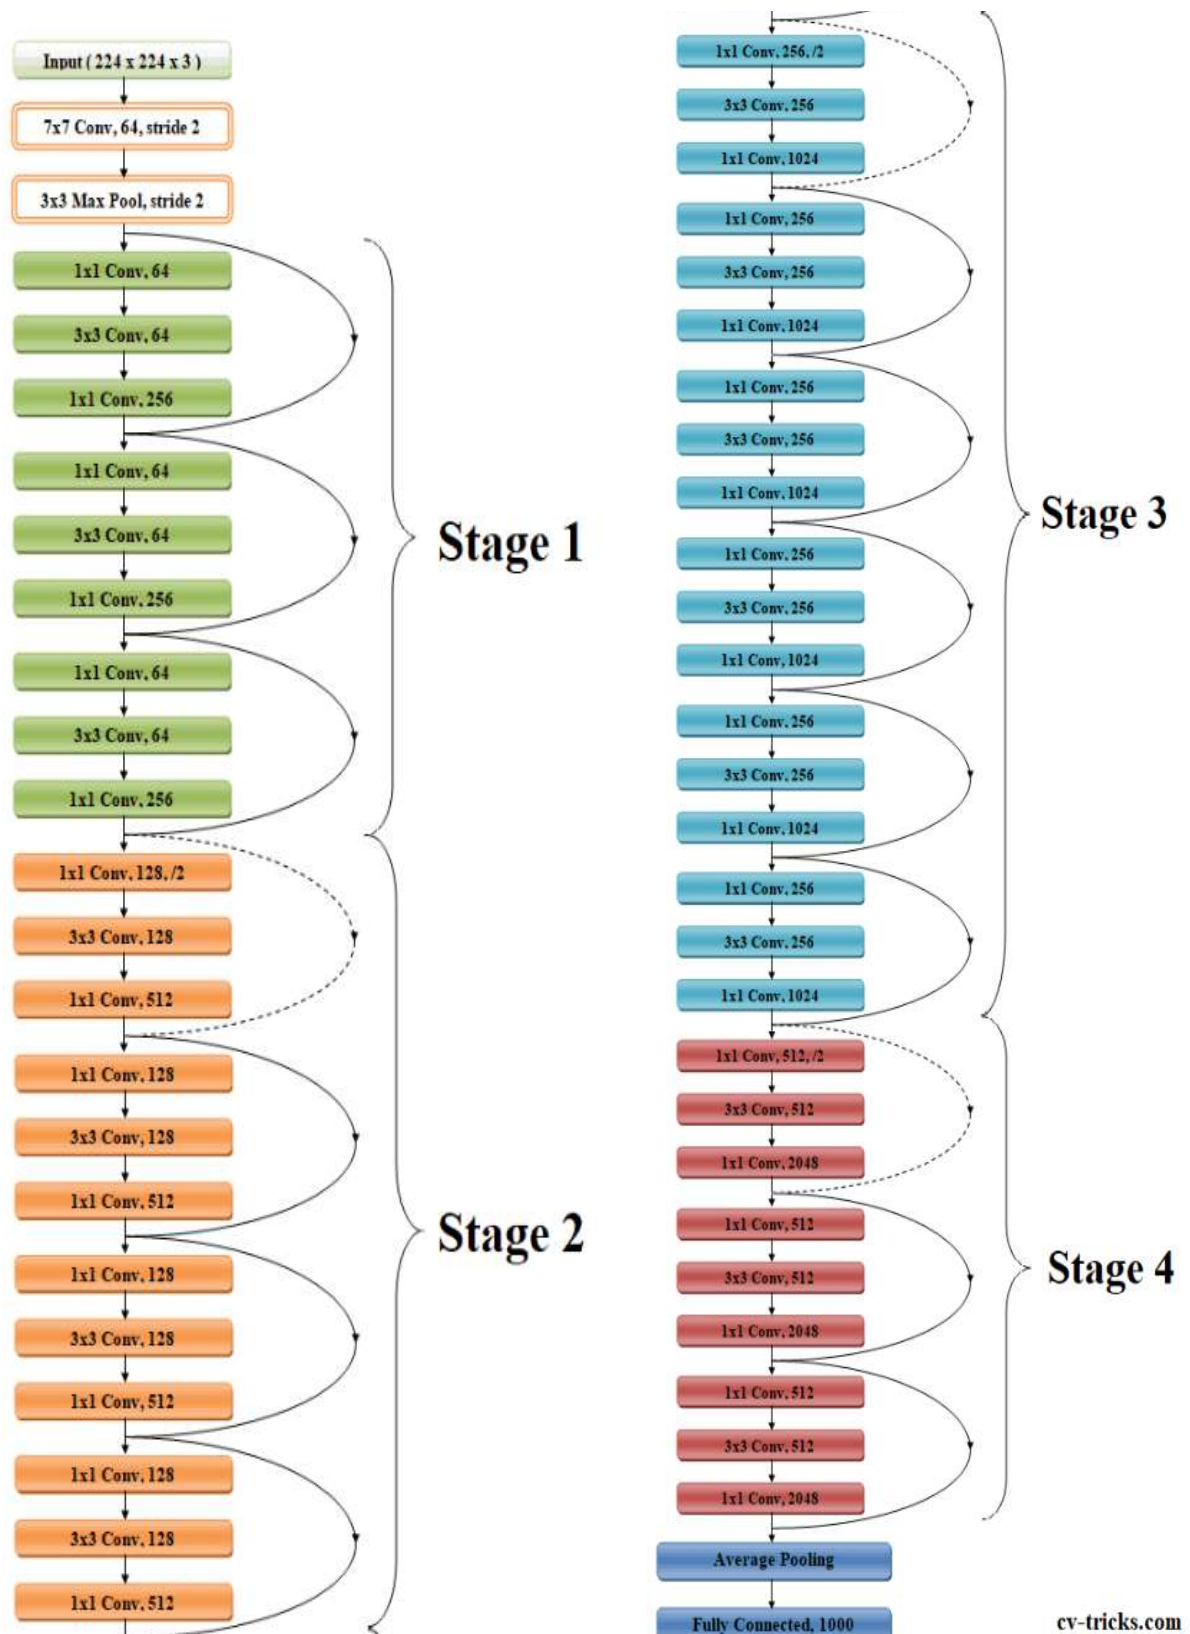 Input ( 224 x 224 x 3 )
7x7 Conv, 64, stride 2
3x3 Max Pool, stride 2
1x1 Conv, 64
3x3 Conv, 64
1x1 Conv, 256
1x1 Conv, 64
3x3 Conv, 64
1x1 Conv, 256
1x1 Conv, 64
3x3 Conv, 64
1x1 Conv, 256
Stage 1
1x1 Conv, 128, /2
3x3 Conv, 128
1x1 Conv, 512
1x1 Conv, 128
3x3 Conv, 128
1x1 Conv, 512
1x1 Conv, 128
3x3 Conv, 128
1x1 Conv, 512
1x1 Conv, 128
3x3 Conv, 128
1x1 Conv, 512
Stage 2
1x1 Conv, 256, /2
3x3 Conv, 256
1x1 Conv, 1024
1x1 Conv, 256
3x3 Conv, 256
1x1 Conv, 1024
1x1 Conv, 256
3x3 Conv, 256
1x1 Conv, 1024
1x1 Conv, 256
3x3 Conv, 256
1x1 Conv, 1024
1x1 Conv, 256
3x3 Conv, 256
1x1 Conv, 1024
1x1 Conv, 256
3x3 Conv, 256
1x1 Conv, 1024
Stage 3
1x1 Conv, 512, /2
3x3 Conv, 512
1x1 Conv, 2048
1x1 Conv, 512
3x3 Conv, 512
1x1 Conv, 2048
1x1 Conv, 512
3x3 Conv, 512
1x1 Conv, 2048
Stage 4
Average Pooling
Fully Connected, 1000
cv-tricks.com